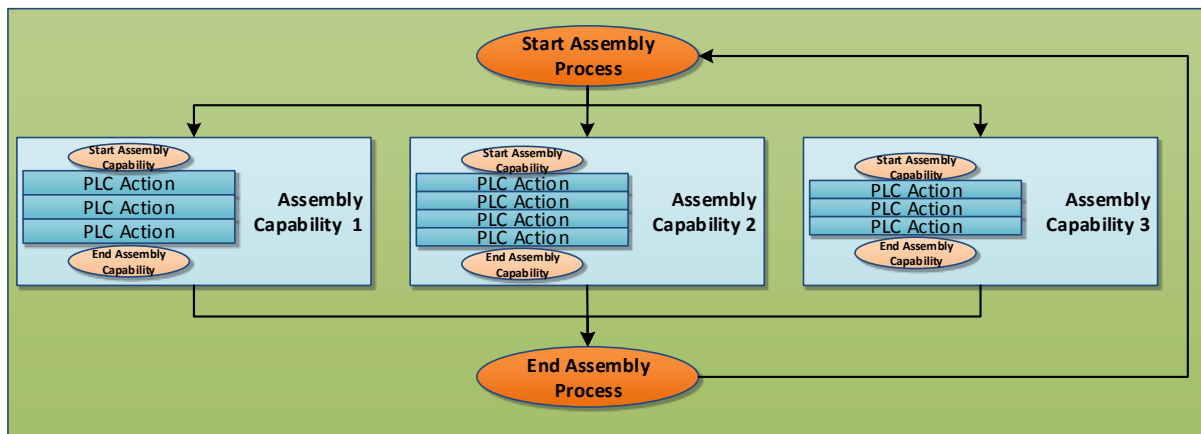 Start Assembly
Process
Start Assembly
Capability
PLC Action
PLC Action
PLC Action
End Assembly
Capability
Assembly
Capability 1
Start Assembly
Capability
PLC Action
PLC Action
PLC Action
PLC Action
End Assembly
Capability
Assembly
Capability 2
Start Assembly
Capability
PLC Action
PLC Action
PLC Action
End Assembly
Capability
Assembly
Capability 3
End Assembly
Process